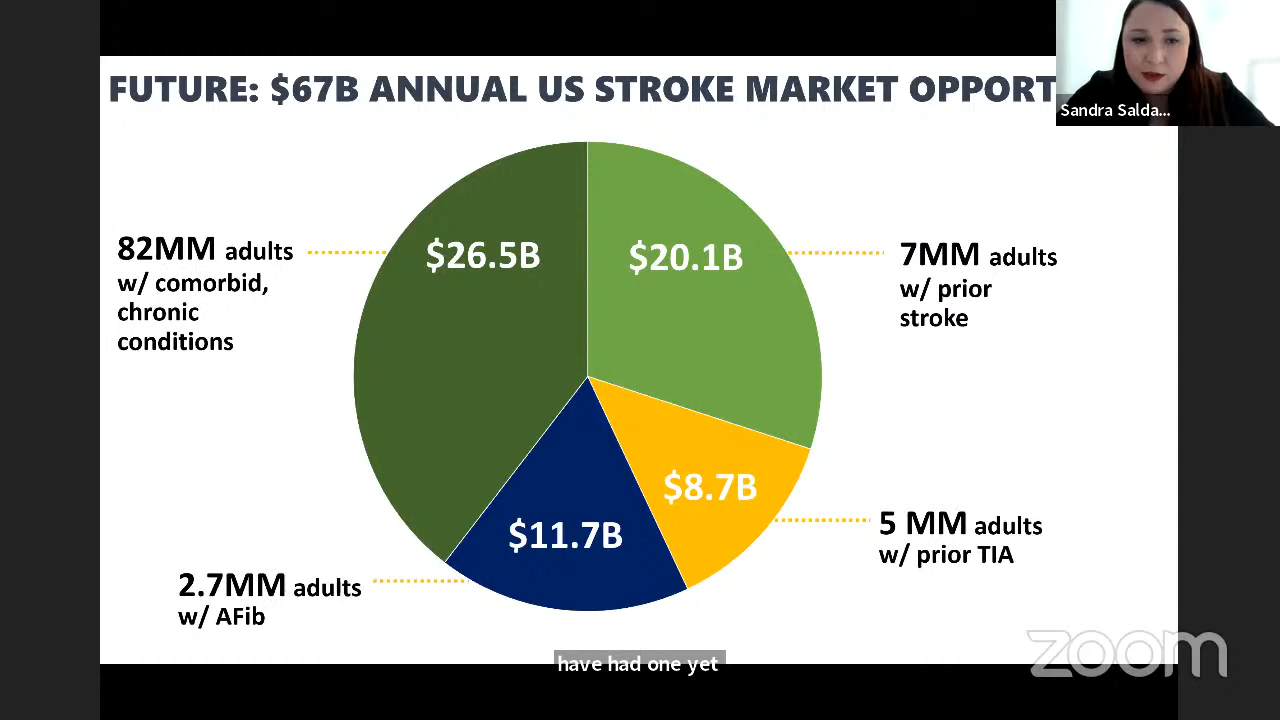 FUTURE: $67B ANNUAL US STROKE MARKET OPPORT
Sandra Salda...
$26.5B
$20.1B
82MM adults
w/ comorbid,
chronic
conditions
7MM adults
w/ prior
stroke
$8.7B
$11.7B
5 MM adults
w/ prior TIA
2.7MM adults
w/ AFib
zoom
have had one yet